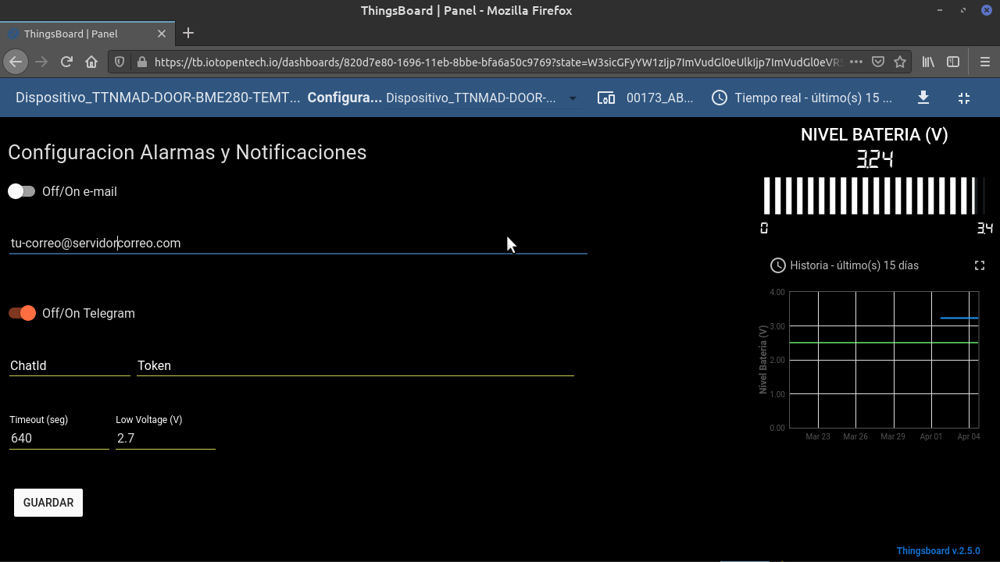 ThingsBoard | Panel - Mozilla Firefox
ThingsBoard | Panel
https://tb.iotopentech.io/dashboards/820d7e80-1696-11eb-8bbe-bfa6a50c9769?state=W3sicGFyYW1zIjp7ImVudGl0eUlkIjp7ImVudGl0eVR
Dispositivo_TTNMAD-DOOR-BME280-TEMT... Configura... Dispositivo_TTNMAD-DOOR-... 00173_AB... Tiempo real - último(s) 15 ...
Configuracion Alarmas y Notificaciones
Off/On e-mail
tu-correo@servidorcorreo.com
Off/On Telegram
ChatId Token
Timeout (seg) Low Voltage (V)
640 2.7
GUARDAR
NIVEL BATERIA (V)
3.24
0 3.4
Historia - último(s) 15 días
Nivel Bateria (V)
4.00
3.00
2.00
1.00
0.00
Mar 23 Mar 26 Mar 29 Apr 01 Apr 04
Thingsboard v.2.5.0